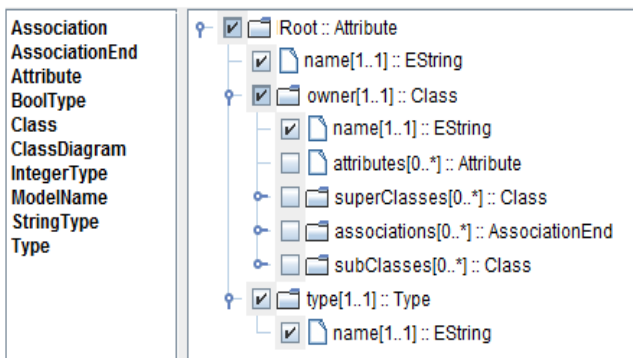 Association
AssociationEnd
Attribute
BoolType
Class
ClassDiagram
IntegerType
ModelName
StringType
Type
Root :: Attribute
name[1..1] :: EString
owner[1..1] :: Class
name[1..1] :: EString
attributes[0..*] :: Attribute
superClasses[0..*] :: Class
associations[0..*] :: AssociationEnd
subClasses[0..*] :: Class
type[1..1] :: Type
name[1..1] :: EString